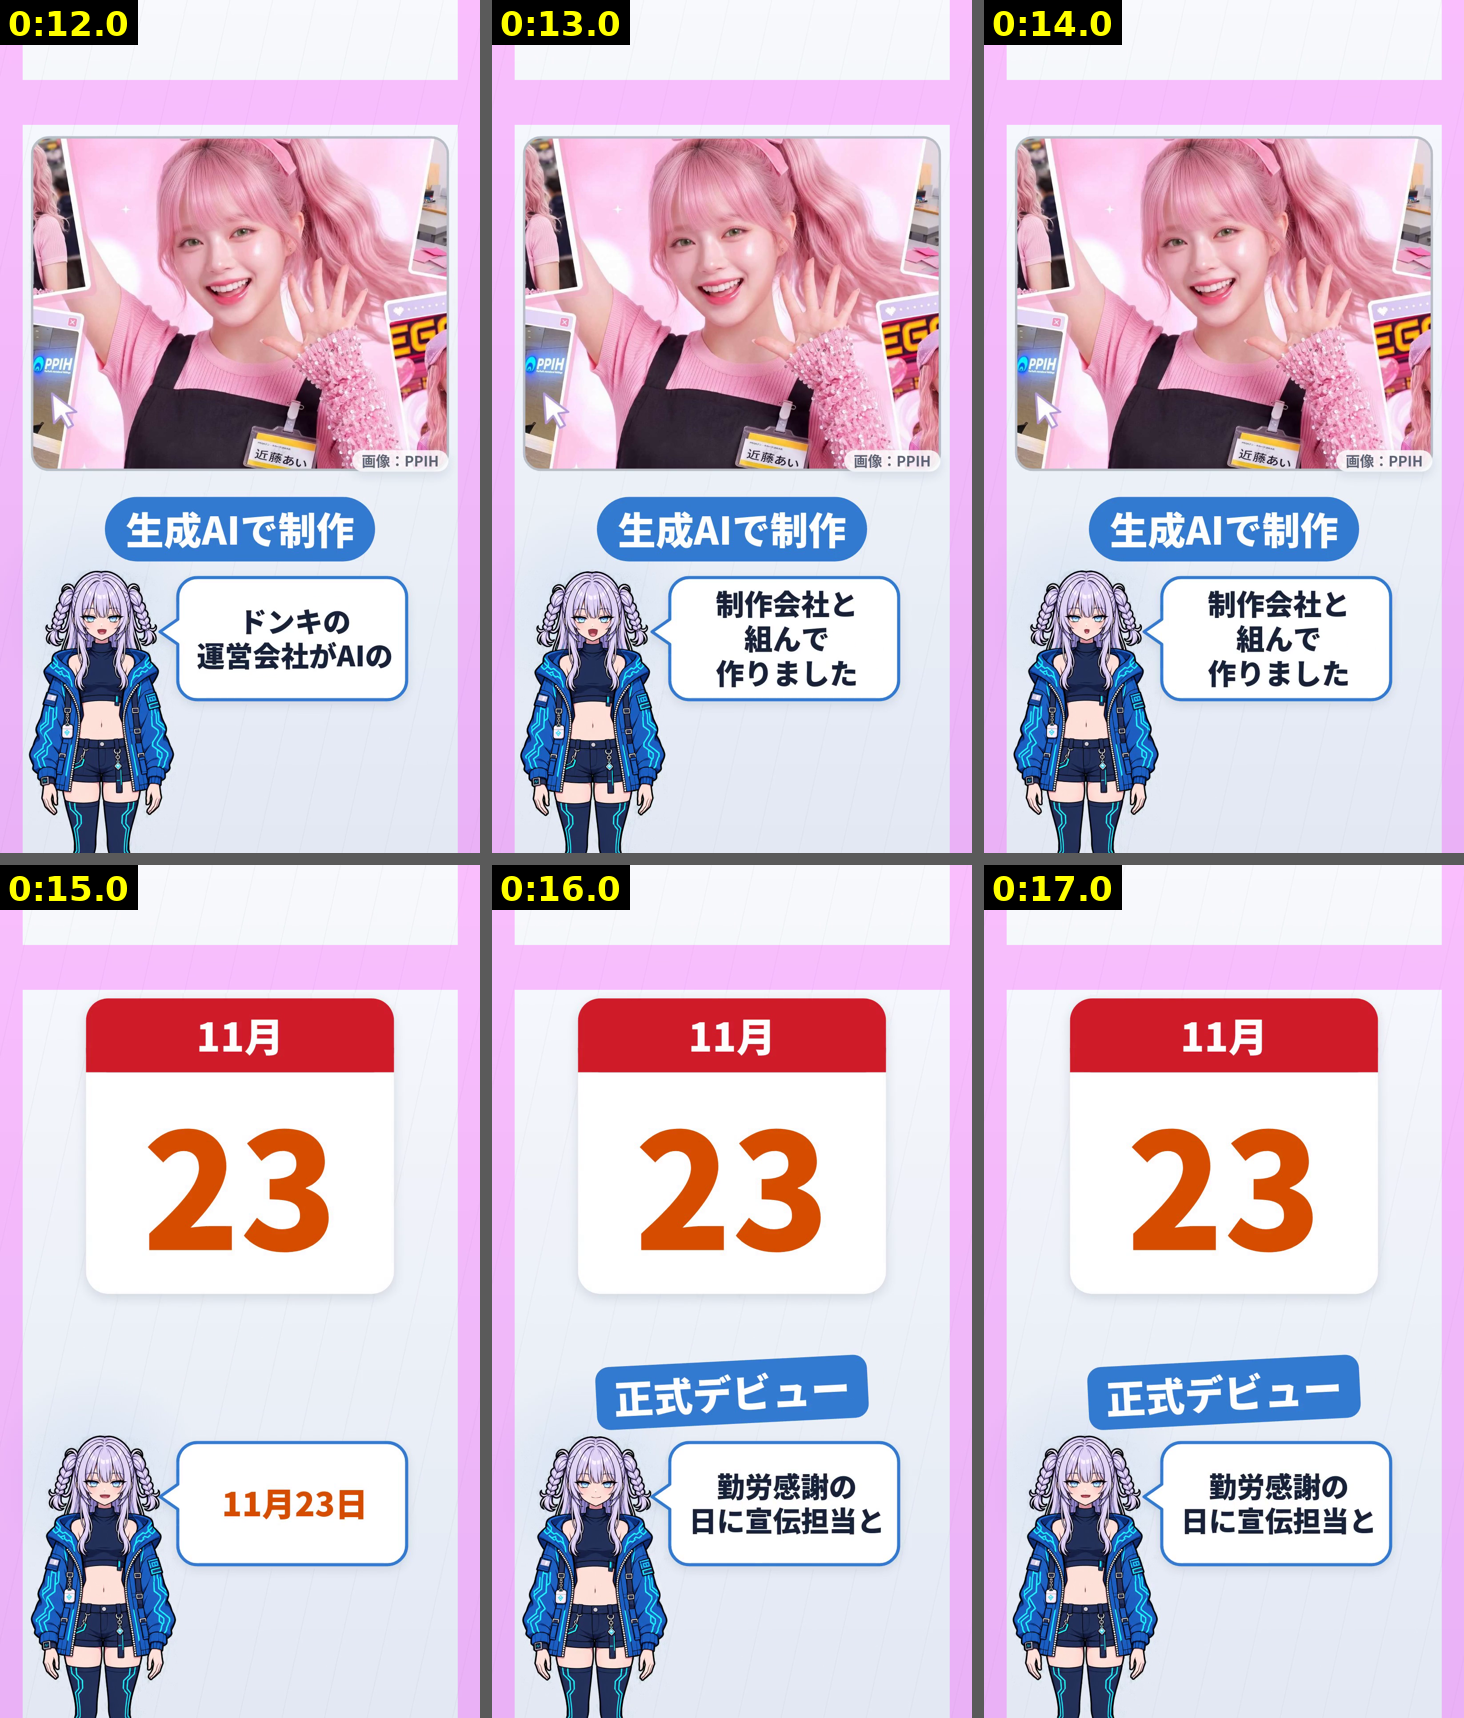 0:12.0
PPIH
EG
近藤あい
画像：PPIH
生成AIで制作
ドンキの
運営会社がAIの
0:13.0
PPIH
EG
近藤あい
画像：PPIH
生成AIで制作
制作会社と
組んで
作りました
0:14.0
PPIH
EG
近藤あい
画像：PPIH
生成AIで制作
制作会社と
組んで
作りました
0:15.0
11月
23
11月23日
0:16.0
11月
23
正式デビュー
勤労感謝の
日に宣伝担当と
0:17.0
11月
23
正式デビュー
勤労感謝の
日に宣伝担当と